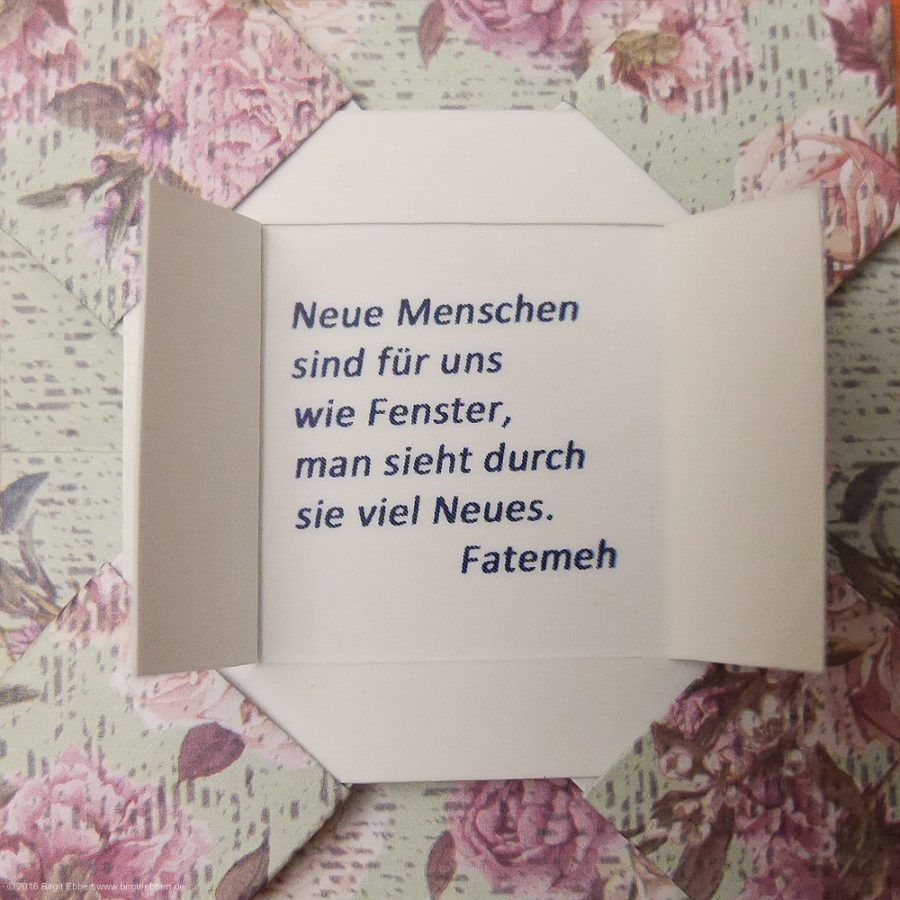 Neue Menschen
sind für uns
wie Fenster,
man sieht durch
sie viel Neues.
Fatemeh
© 2018 Birgit Ebbert www.birgit-ebbert.de